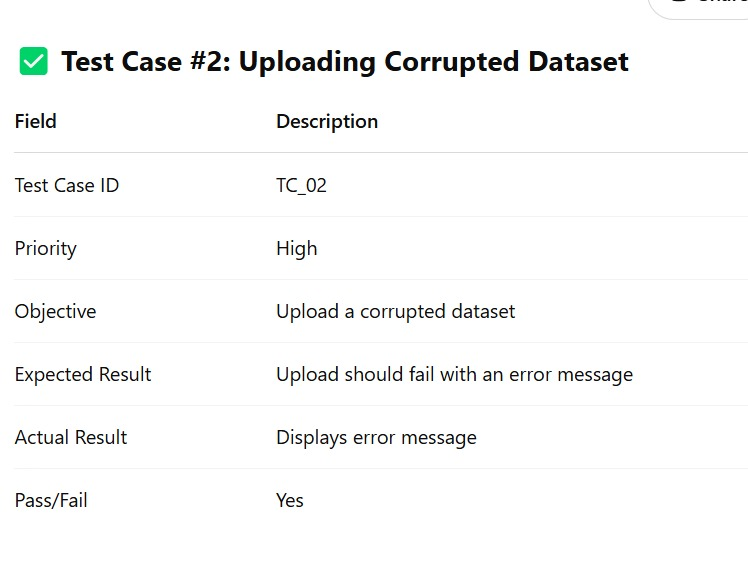 Test Case #2: Uploading Corrupted Dataset
Field Description
Test Case ID TC_02
Priority High
Objective Upload a corrupted dataset
Expected Result Upload should fail with an error message
Actual Result Displays error message
Pass/Fail Yes